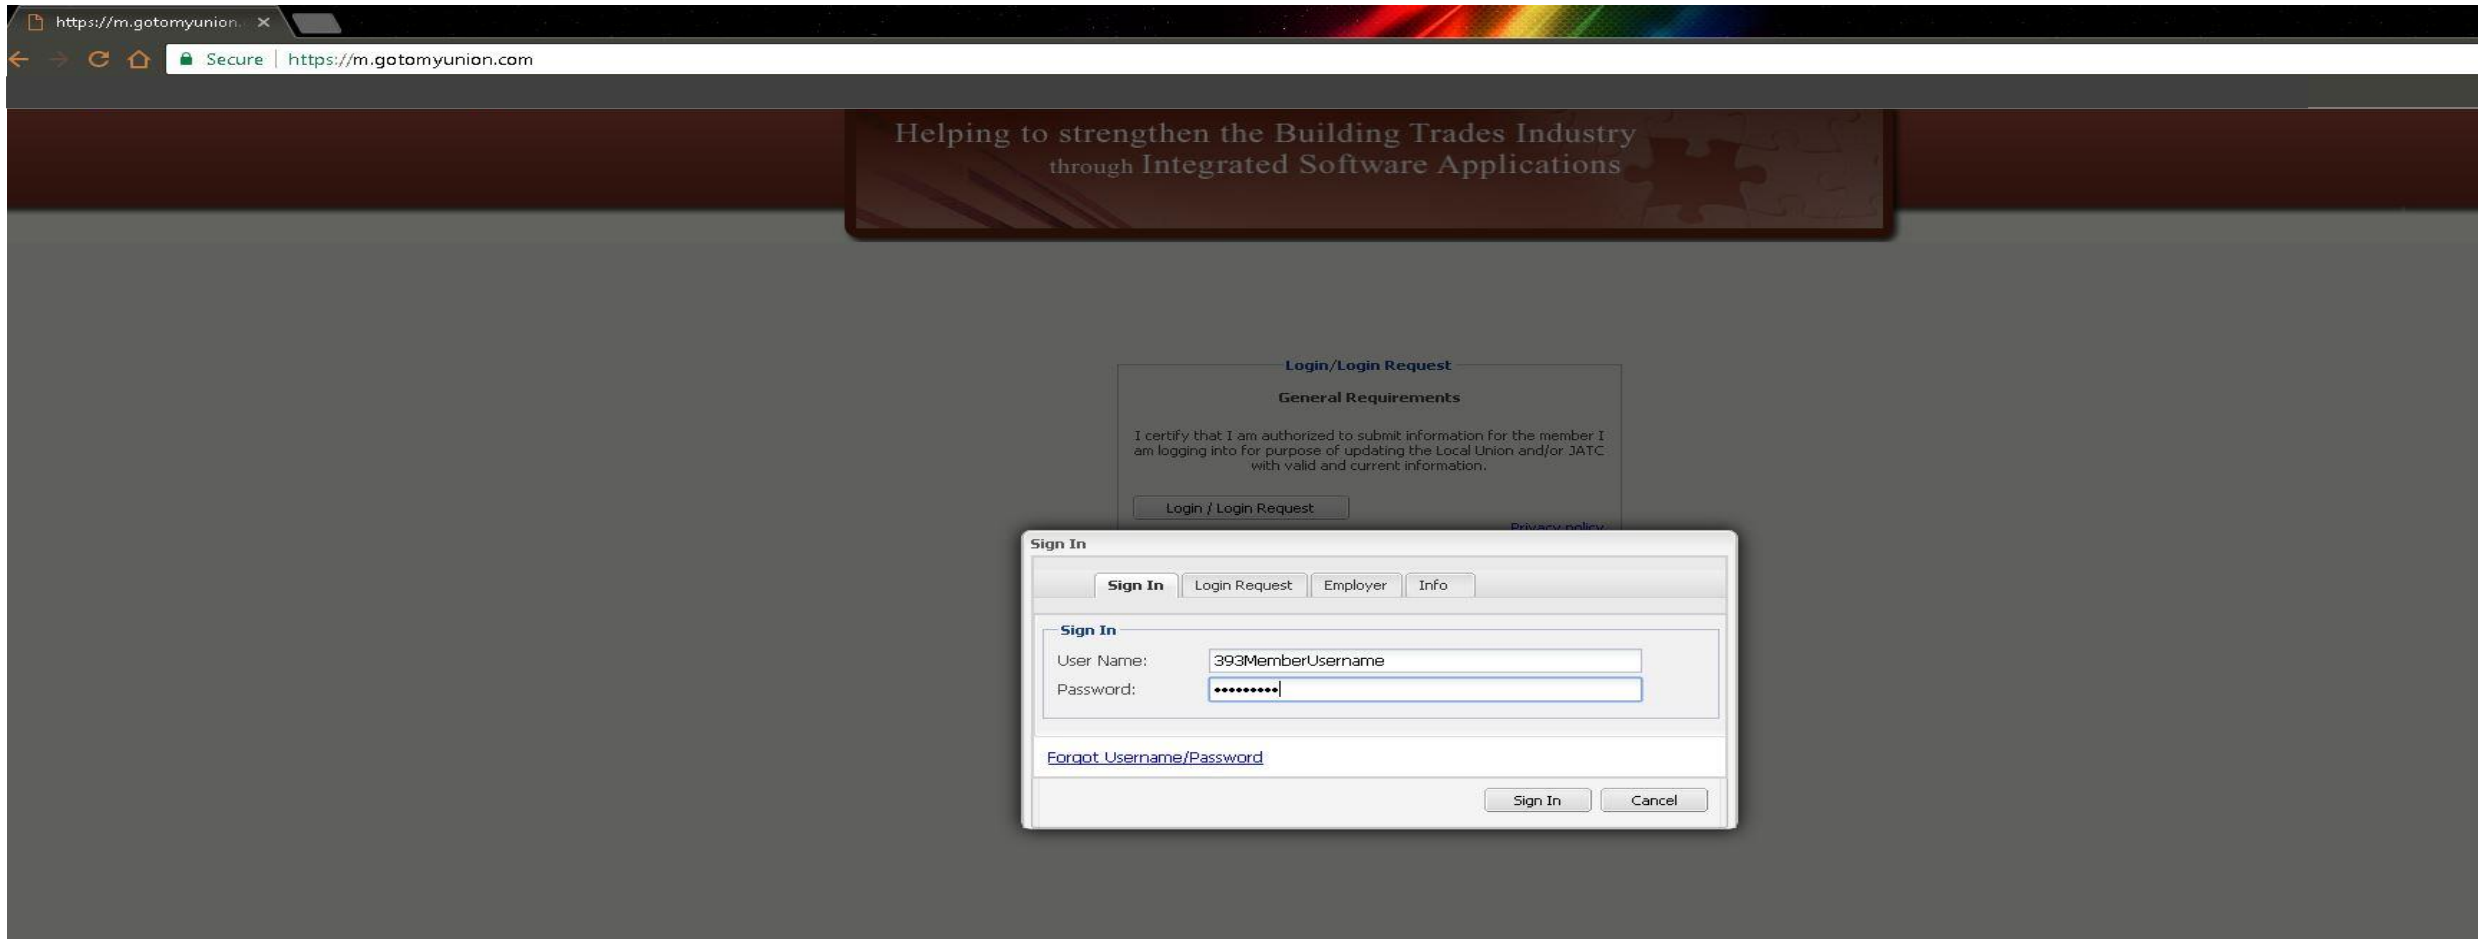 https://m.gotomyunion.
Secure | https://m.gotomyunion.com
Helping to strengthen the Building Trades Industry
through Integrated Software Applications
Login/Login Request
General Requirements
I certify that I am authorized to submit information for the member I
am logging into for purpose of updating the Local Union and/or JATC
with valid and current information.
Login / Login Request
Privacy policy
Sign In
Sign In Login Request Employer Info
Sign In
User Name: 393MemberUsername
Password: •••••••••
Forgot Username/Password
Sign In Cancel